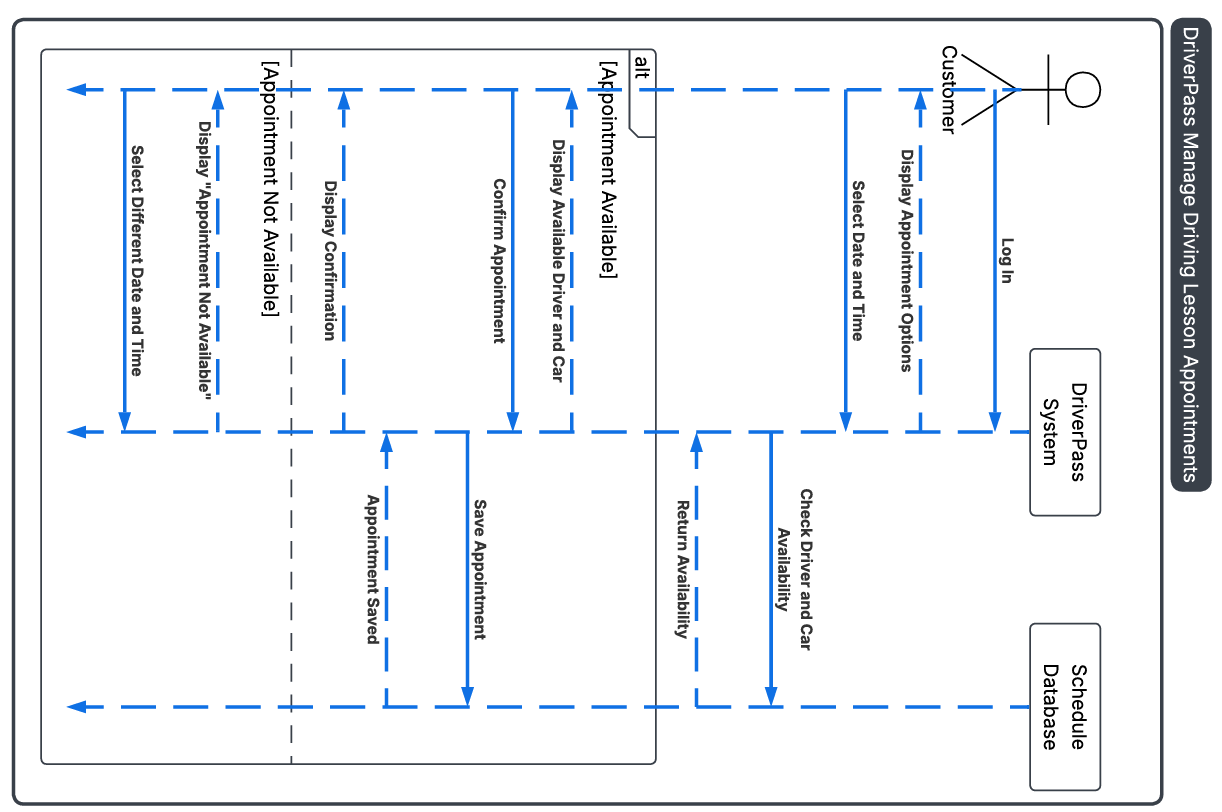 DriverPass Manage Driving Lesson Appointments
Customer
DriverPass
System
Schedule
Database
Log In
Display Appointment Options
Select Date and Time
Check Driver and Car
Availability
Return Availability
alt
[Appointment Available]
Display Available Driver and Car
Confirm Appointment
Save Appointment
Appointment Saved
Display Confirmation
[Appointment Not Available]
Display "Appointment Not Available"
Select Different Date and Time